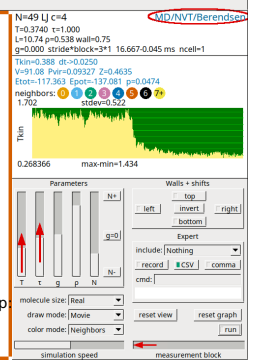 N=49 LJ c=4 MD/NVT/Berendsen
T=0.3740 τ=1.000
L=10.74 ρ=0.538 wall=0.75
g=0.000 stride*block=3*1 16.667-0.045 ms ncell=1
Tkin=0.388 dt->0.0250
V=91.08 Pvir=0.09327 Z=0.4635
Etot=-117.363 Epot=-137.081 p=0.0474
neighbors: 0 1 2 3 4 5 6 7+
1.702 stdev=0.522
Tkin
0.268366 max-min=1.434
Parameters
N+
g=0
N-
T τ g ρ N
Walls + shifts
top
left invert right
bottom
Expert
include: Nothing
record CSV comma
cmd:
p:
molecule size: Real
draw mode: Movie
color mode: Neighbors
reset view reset graph
run
simulation speed measurement block